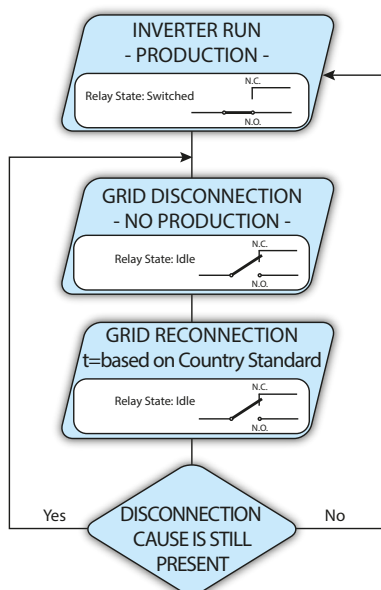 INVERTER RUN
- PRODUCTION -
N.C.
Relay State: Switched
N.O.
GRID DISCONNECTION
- NO PRODUCTION -
N.C.
Relay State: Idle
N.O.
GRID RECONNECTION
t=based on Country Standard
N.C.
Relay State: Idle
N.O.
Yes
No
DISCONNECTION
CAUSE IS STILL
PRESENT